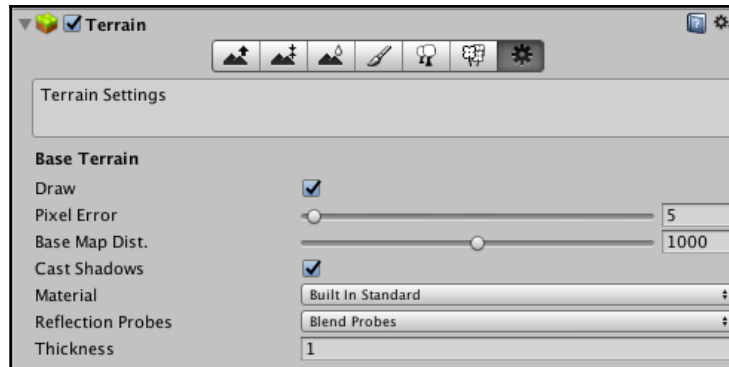 Terrain
Terrain Settings
Base Terrain
Draw
Pixel Error 5
Base Map Dist. 1000
Cast Shadows
Material Built In Standard
Reflection Probes Blend Probes
Thickness 1